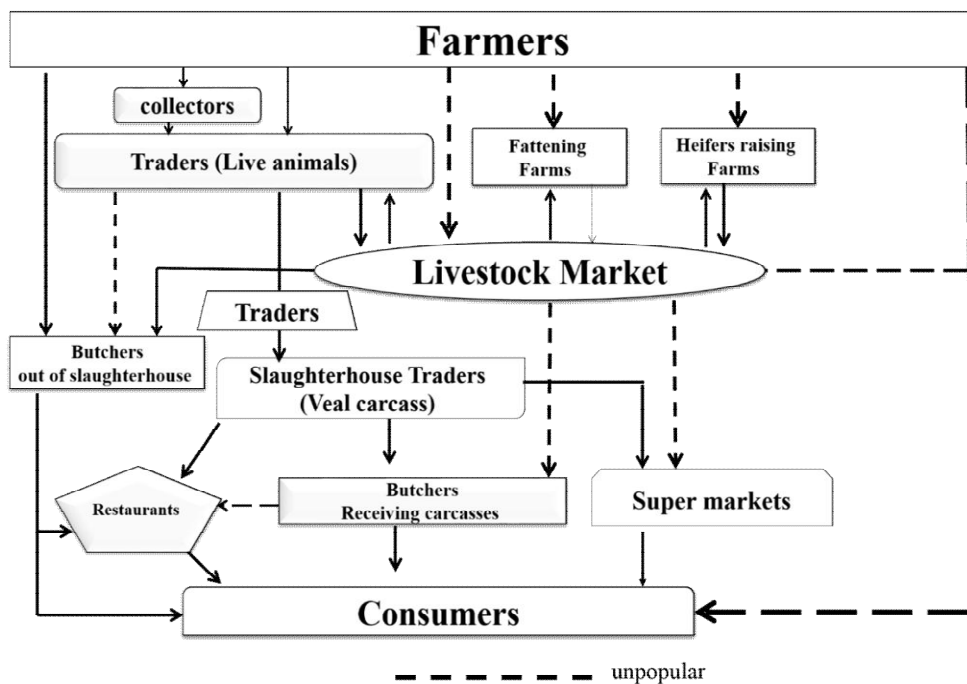 Farmers
collectors
Traders (Live animals)
Fattening
Farms
Heifers raising
Farms
Livestock Market
Traders
Butchers
out of slaughterhouse
Slaughterhouse Traders
(Veal carcass)
Restaurants
Butchers
Receiving carcasses
Super markets
Consumers
unpopular